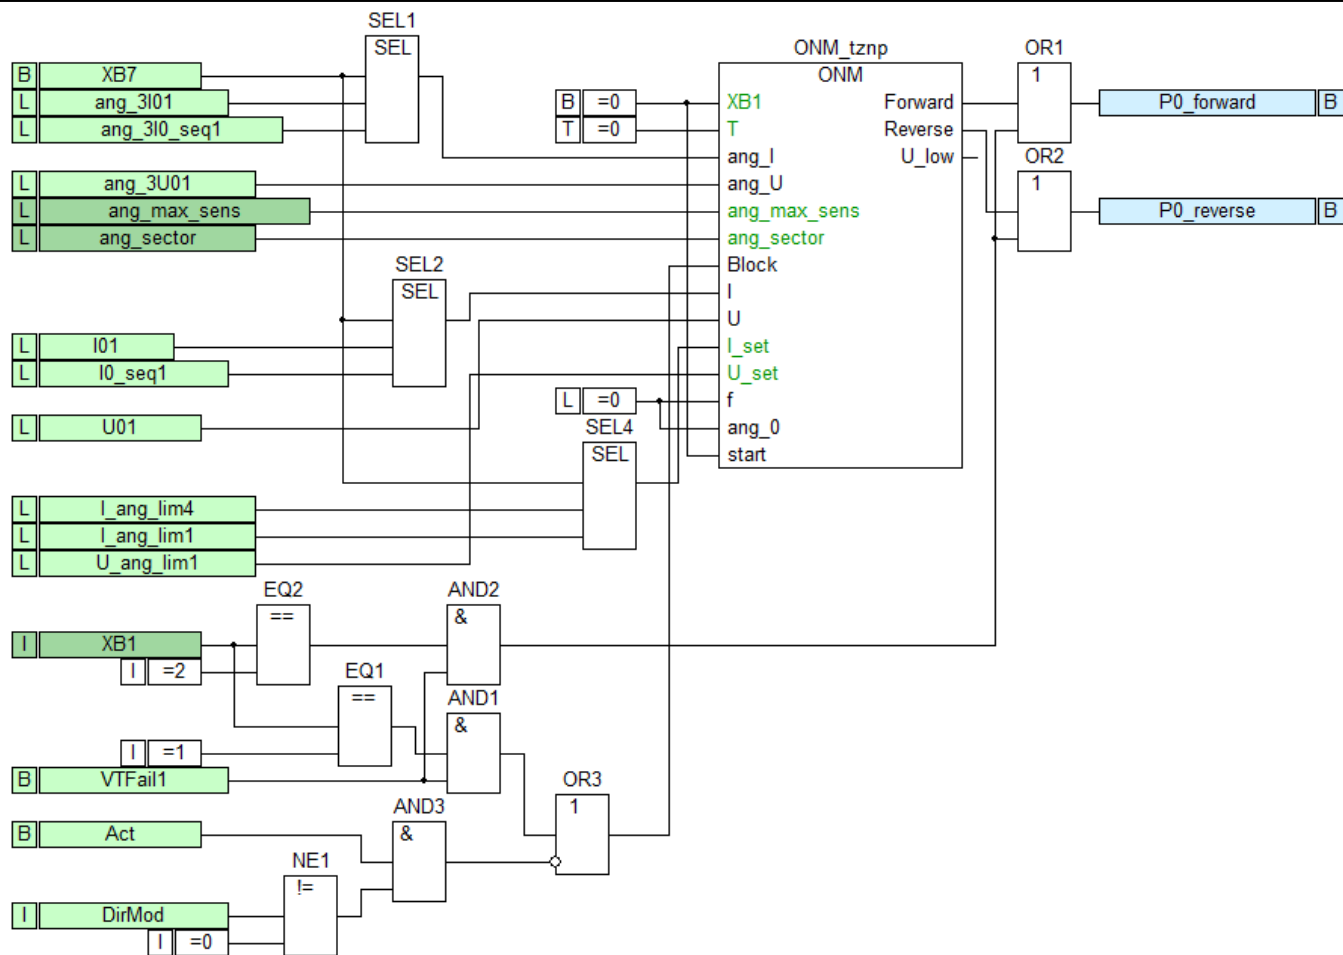 SEL1
SEL
ONM_tznp
ONM
OR1
1
B XB7
L ang_3I01
L ang_3I0_seq1
B =0
T =0
XB1
T
ang_I
ang_U
ang_max_sens
ang_sector
Block
I
U
I_set
U_set
f
ang_0
start
Forward
Reverse
U_low
P0_forward B
OR2
1
P0_reverse B
L ang_3U01
L ang_max_sens
L ang_sector
SEL2
SEL
L I01
L I0_seq1
L U01
L =0
SEL4
SEL
L I_ang_lim4
L I_ang_lim1
L U_ang_lim1
EQ2
==
AND2
&
I XB1
I =2
EQ1
==
AND1
&
I =1
B VTFail1
OR3
1
AND3
&
B Act
NE1
!=
I DirMod
I =0